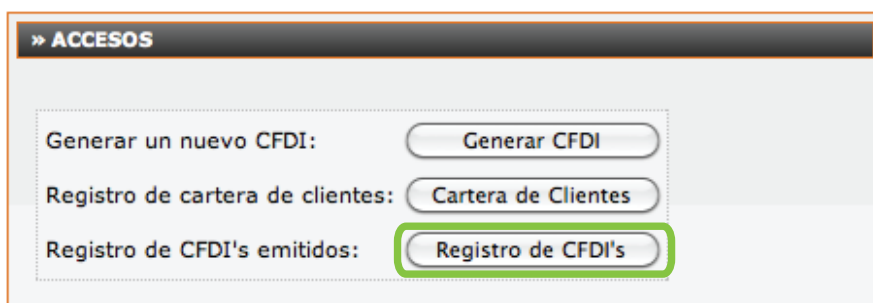 » ACCESOS
Generar un nuevo CFDI: Generar CFDI
Registro de cartera de clientes: Cartera de Clientes
Registro de CFDI's emitidos: Registro de CFDI's